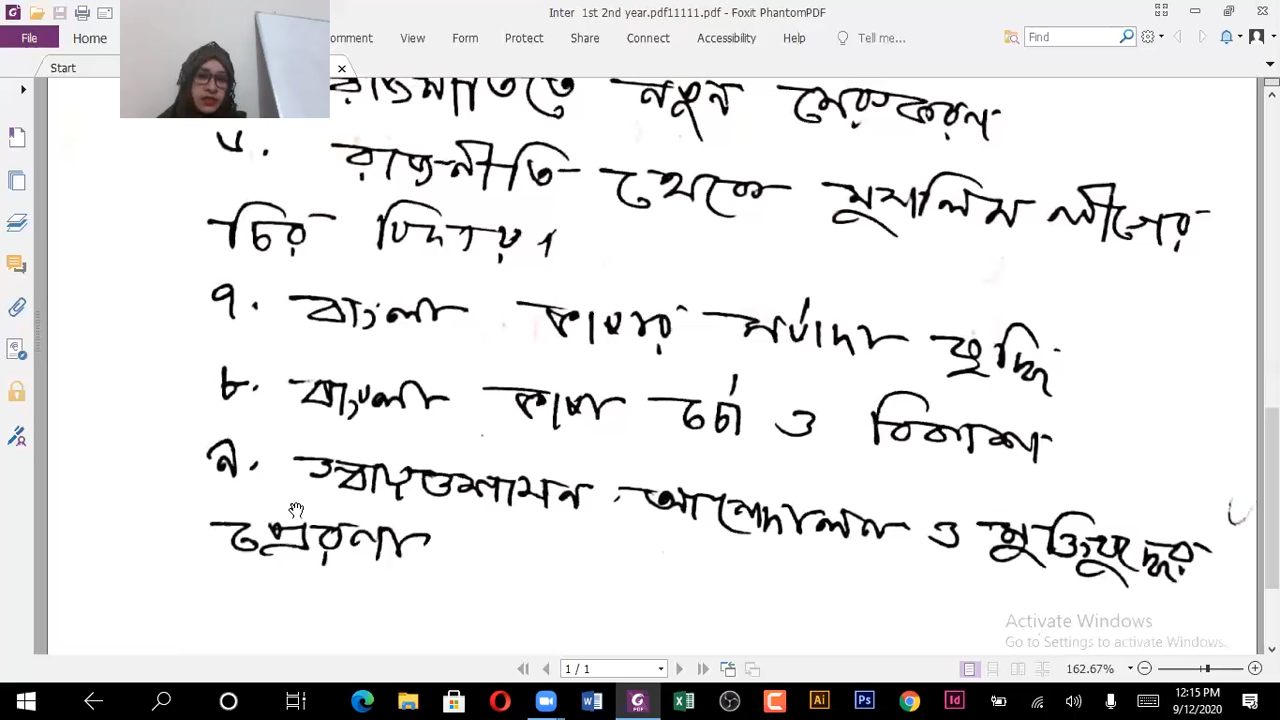 Inter 1st 2nd year.pdf11111.pdf - Foxit PhantomPDF
File Home omment View Form Protect Share Connect Accessibility Help Tell me... Find
Start
রাজনীতিতে নতুন মেরুকরণ
৬. রাজনীতি থেকে মুসলিম লীগের
চির বিদায়।
৭. বাংলা ভাষার মর্যাদা বৃদ্ধি
৮. বাংলা ভাষা চর্চা ও বিকাশ
৯. স্বায়ত্তশাসন আন্দোলন ও মুক্তিযুদ্ধের
প্রেরণা
Activate Windows
Go to Settings to activate Windows.
1 / 1 162.67%
12:15 PM
9/12/2020